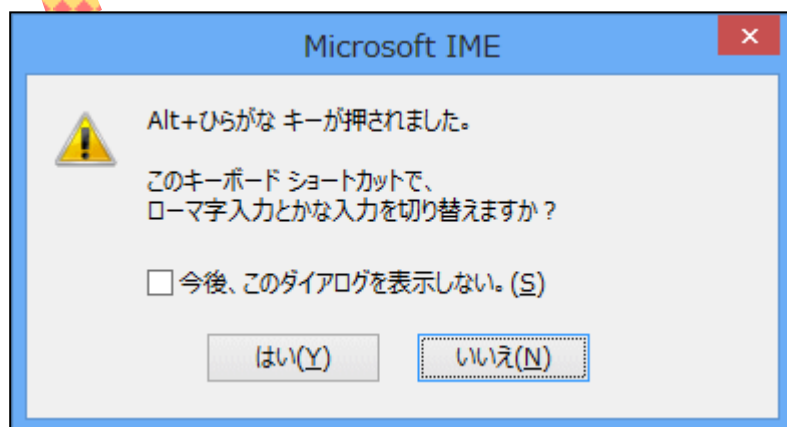 Microsoft IME
Alt+ひらがな キーが押されました。
このキーボード ショートカットで、
ローマ字入力とかな入力を切り替えますか？
今後、このダイアログを表示しない。(S)
はい(Y)
いいえ(N)